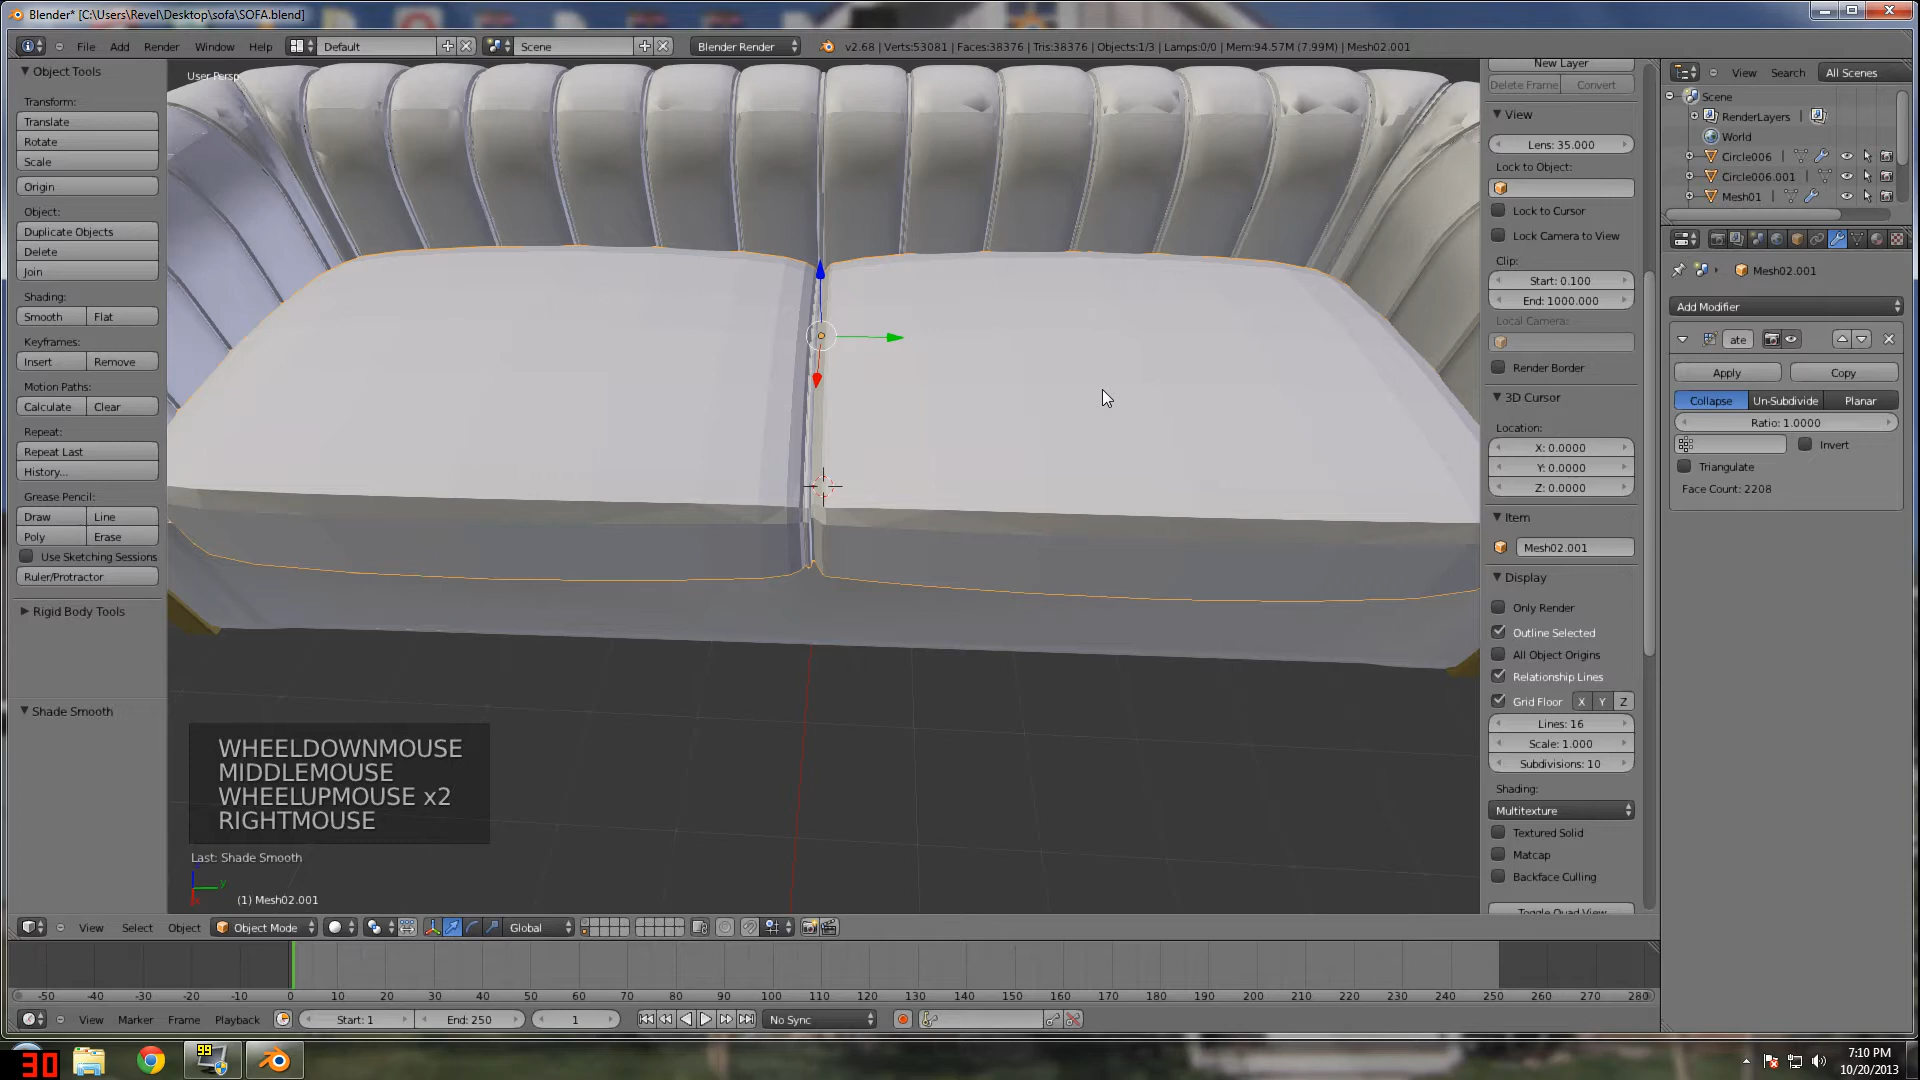 Blender* [C:\Users\Revel\Desktop\sofa\SOFA.blend]
File Add Render Window Help Default Scene Blender Render v2.68 | Verts:53081 | Faces:38376 | Tris:38376 | Objects:1/3 | Lamps:0/0 | Mem:94.57M (7.99M) | Mesh02.001
Object Tools
Transform:
Translate
Rotate
Scale
Origin
Object:
Duplicate Objects
Delete
Join
Shading:
Smooth Flat
Keyframes:
Insert Remove
Motion Paths:
Calculate Clear
Repeat:
Repeat Last
History...
Grease Pencil:
Draw Line
Poly Erase
Use Sketching Sessions
Ruler/Protractor
Rigid Body Tools
Shade Smooth
User Persp
WHEELDOWNMOUSE
MIDDLEMOUSE
WHEELUPMOUSE x2
RIGHTMOUSE
Last: Shade Smooth
y
x
(1) Mesh02.001
New Layer
Delete Frame Convert
View
Lens: 35.000
Lock to Object:
Lock to Cursor
Lock Camera to View
Clip:
Start: 0.100
End: 1000.000
Local Camera:
Render Border
3D Cursor
Location:
X: 0.0000
Y: 0.0000
Z: 0.0000
Item
Mesh02.001
Display
Only Render
Outline Selected
All Object Origins
Relationship Lines
Grid Floor X Y Z
Lines: 16
Scale: 1.000
Subdivisions: 10
Shading:
Multitexture
Textured Solid
Matcap
Backface Culling
Toggle Quad View
View Search All Scenes
Scene
RenderLayers
World
Circle006
Circle006.001
Mesh01
Mesh02.001
Add Modifier
ate
Apply Copy
Collapse Un-Subdivide Planar
Ratio: 1.0000
Invert
Triangulate
Face Count: 2208
View Select Object Object Mode Global
-50 -40 -30 -20 -10 0 10 20 30 40 50 60 70 80 90 100 110 120 130 140 150 160 170 180 190 200 210 220 230 240 250 260 270 280
View Marker Frame Playback Start: 1 End: 250 1 No Sync
30
99
7:10 PM
10/20/2013